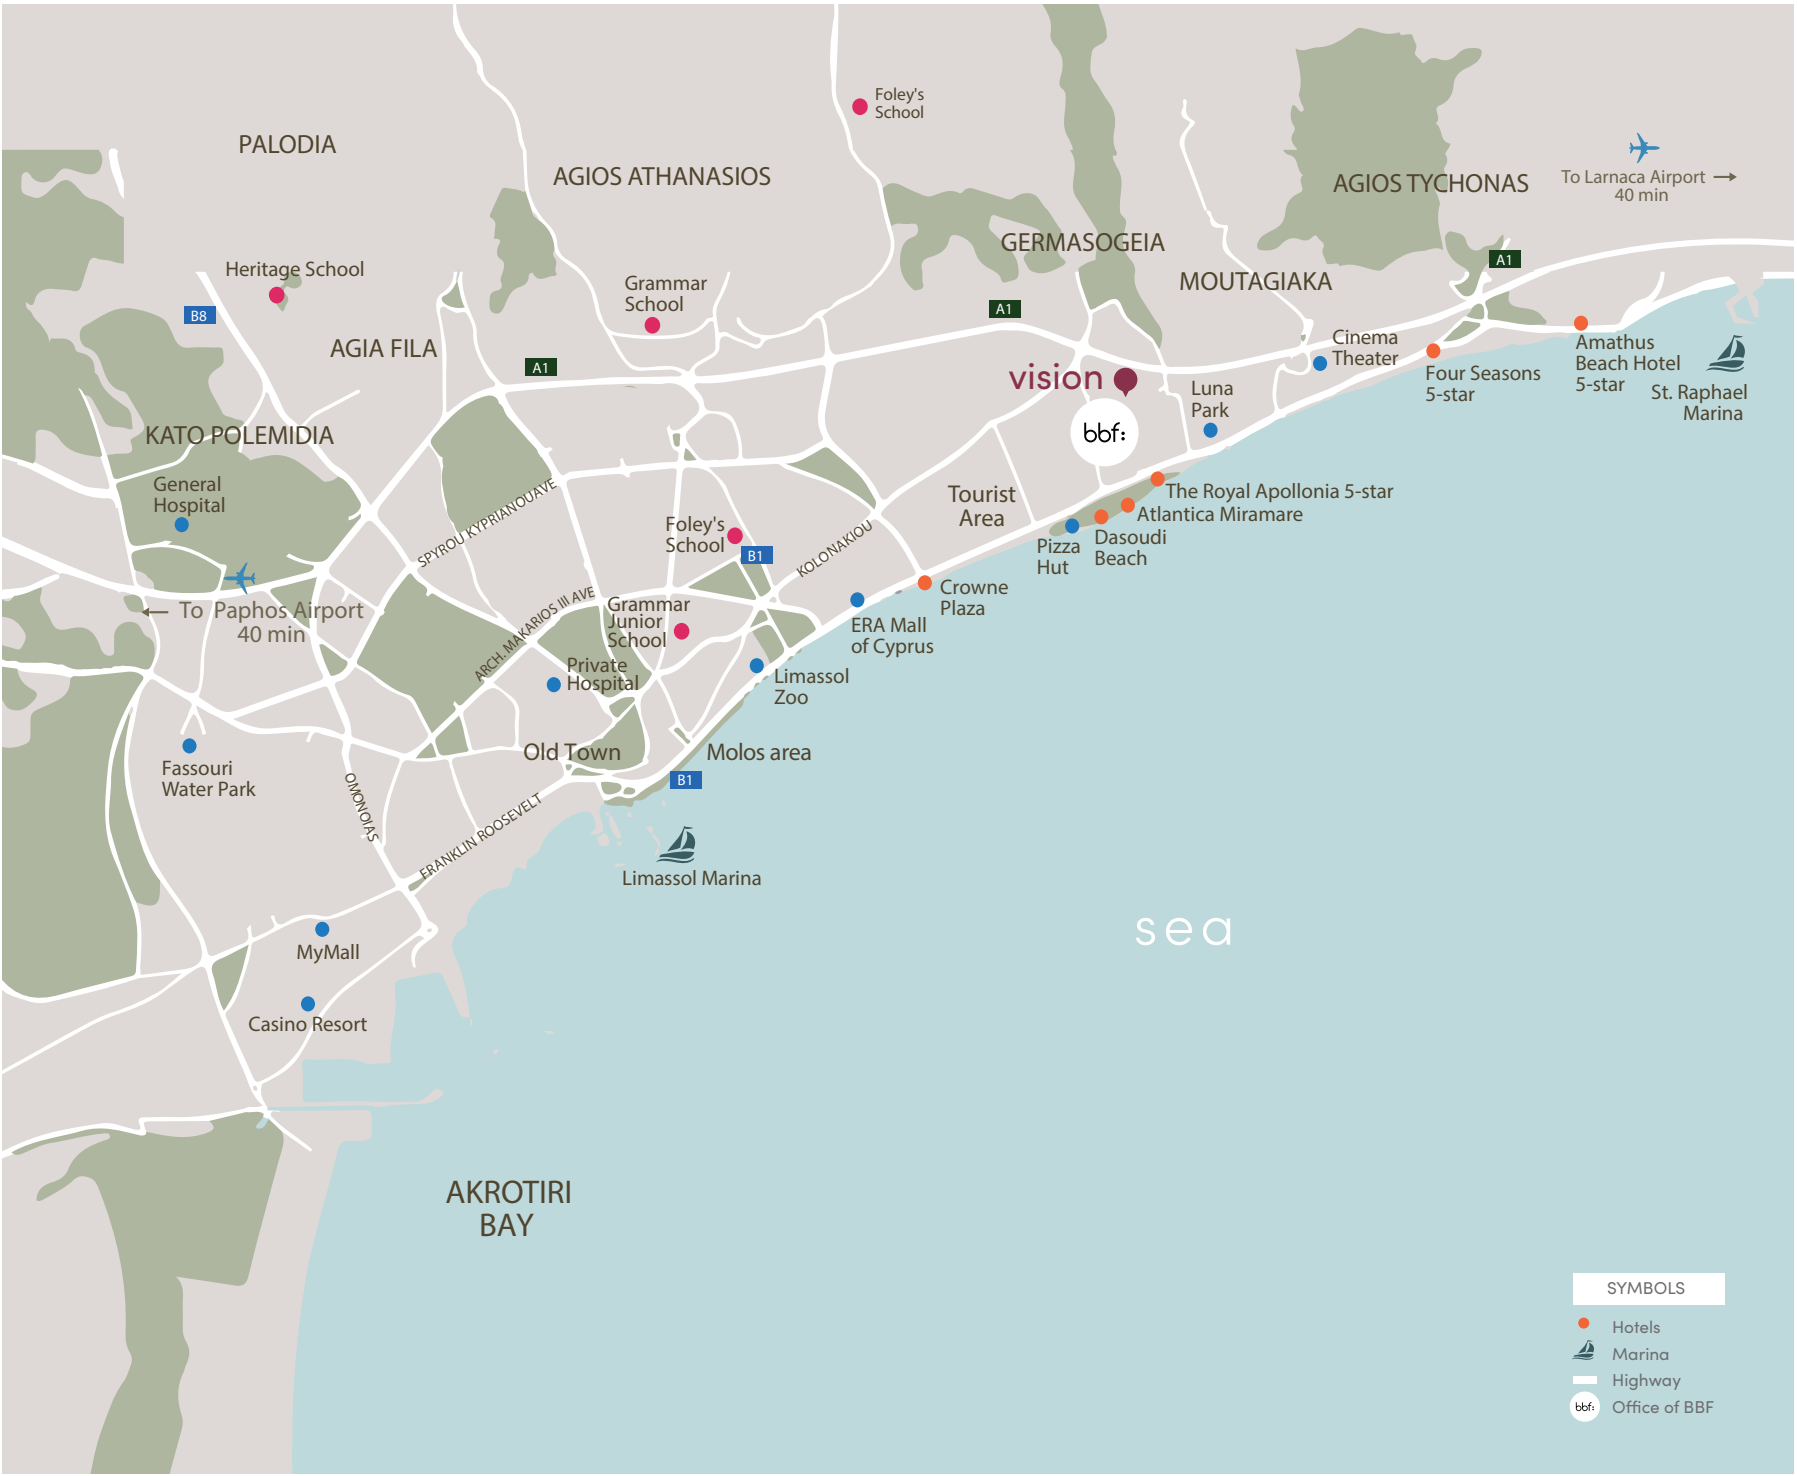 Foley's
School
PALODIA
AGIOS ATHANASIOS
AGIOS TYCHONAS
To Larnaca Airport
40 min
GERMASOGEIA
MOUTAGIAKA
A1
Heritage School
Grammar
School
B8
A1
AGIA FILA
A1
Cinema
Theater
Amathus
Beach Hotel
5-star
Four Seasons
5-star
St. Raphael
Marina
vision
Luna
Park
bbf:
KATO POLEMIDIA
General
Hospital
SPYROU KYPRIANOUAVE
Tourist
Area
The Royal Apollonia 5-star
Atlantica Miramare
Dasoudi
Beach
Pizza
Hut
Foley's
School
B1
KOLONAKIOU
Crowne
Plaza
To Paphos Airport
40 min
ARCH. MAKARIOS III AVE
Grammar
Junior
School
ERA Mall
of Cyprus
Private
Hospital
Limassol
Zoo
Old Town
Molos area
B1
Fassouri
Water Park
OMONOIAS
FRANKLIN ROOSEVELT
Limassol Marina
sea
MyMall
Casino Resort
AKROTIRI
BAY
SYMBOLS
Hotels
Marina
Highway
bbf: Office of BBF